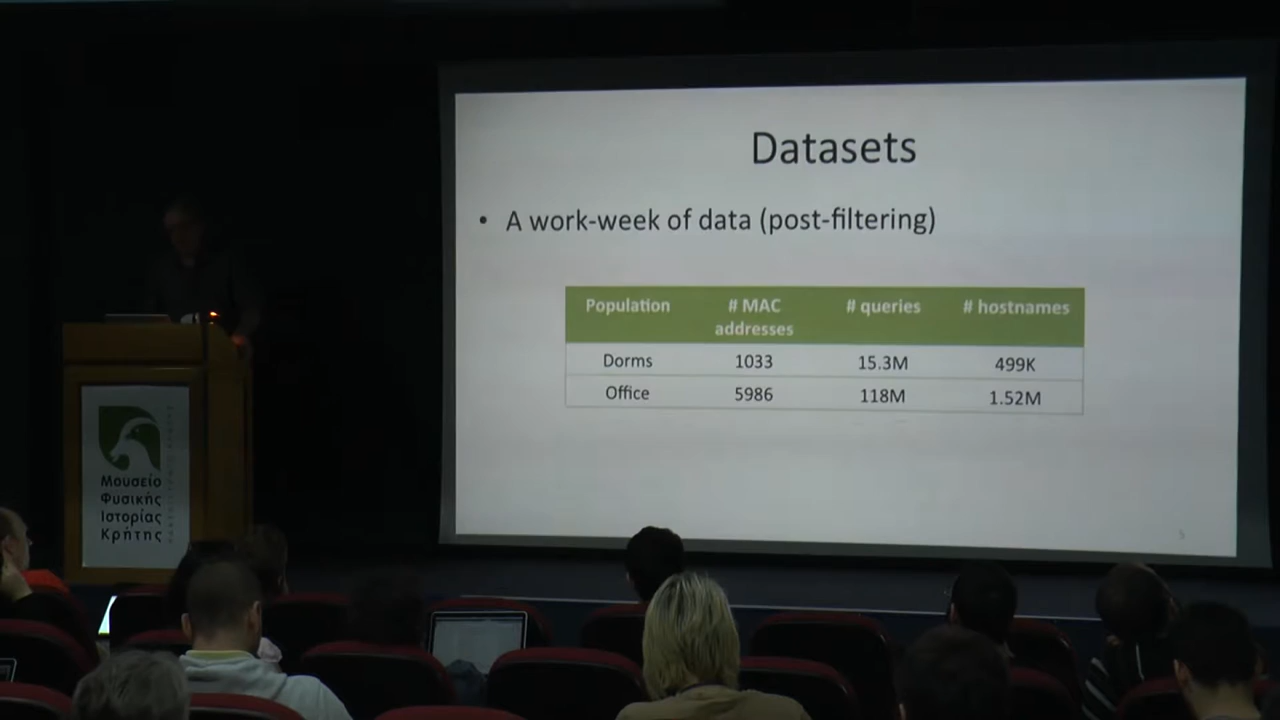 Datasets
• A work-week of data (post-filtering)
Population # MAC addresses # queries # hostnames
Dorms 1033 15.3M 499K
Office 5986 118M 1.52M
5
Μουσείο
Φυσικής
Ιστορίας
Κρήτης